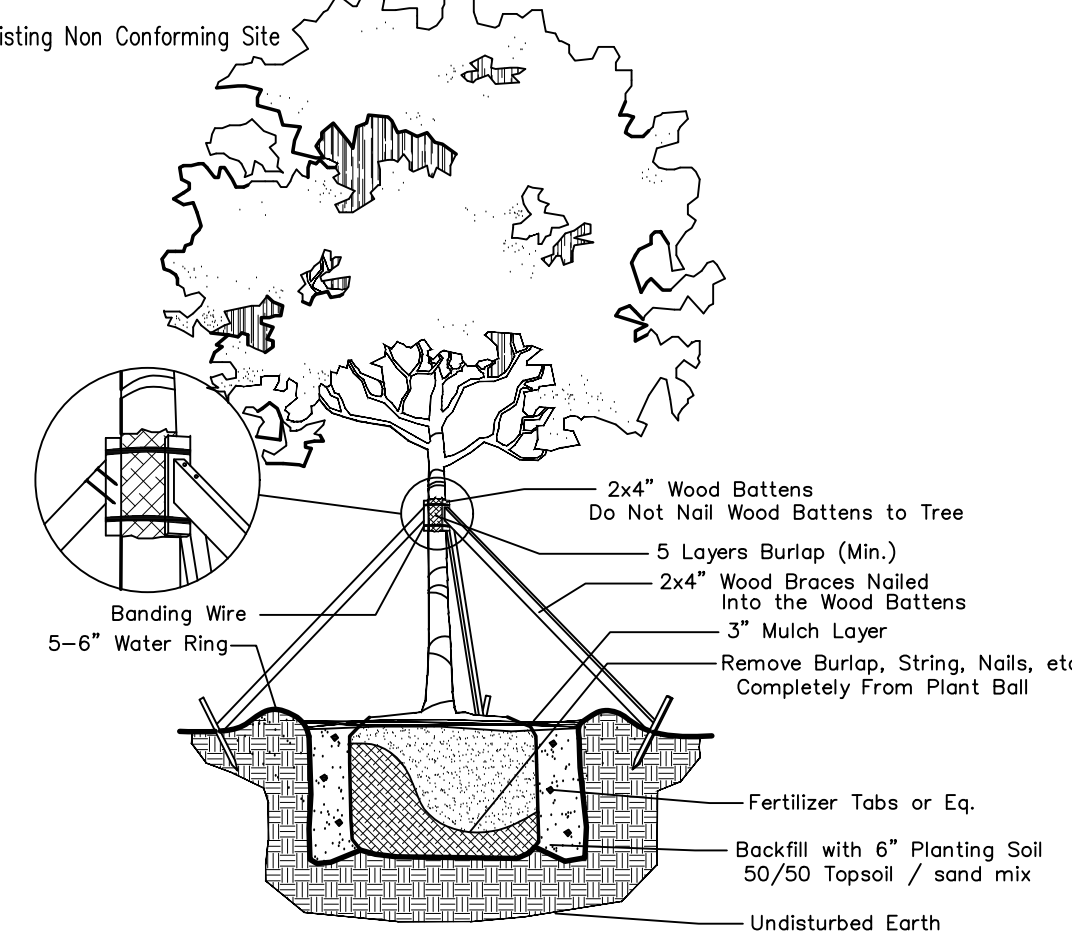 isting Non Conforming Site
2x4” Wood Battens
Do Not Nail Wood Battens to Tree
5 Layers Burlap (Min.)
2x4” Wood Braces Nailed
Into the Wood Battens
Banding Wire
3” Mulch Layer
5-6” Water Ring
Remove Burlap, String, Nails, etc
Completely From Plant Ball
Fertilizer Tabs or Eq.
Backfill with 6” Planting Soil
50/50 Topsoil / sand mix
Undisturbed Earth